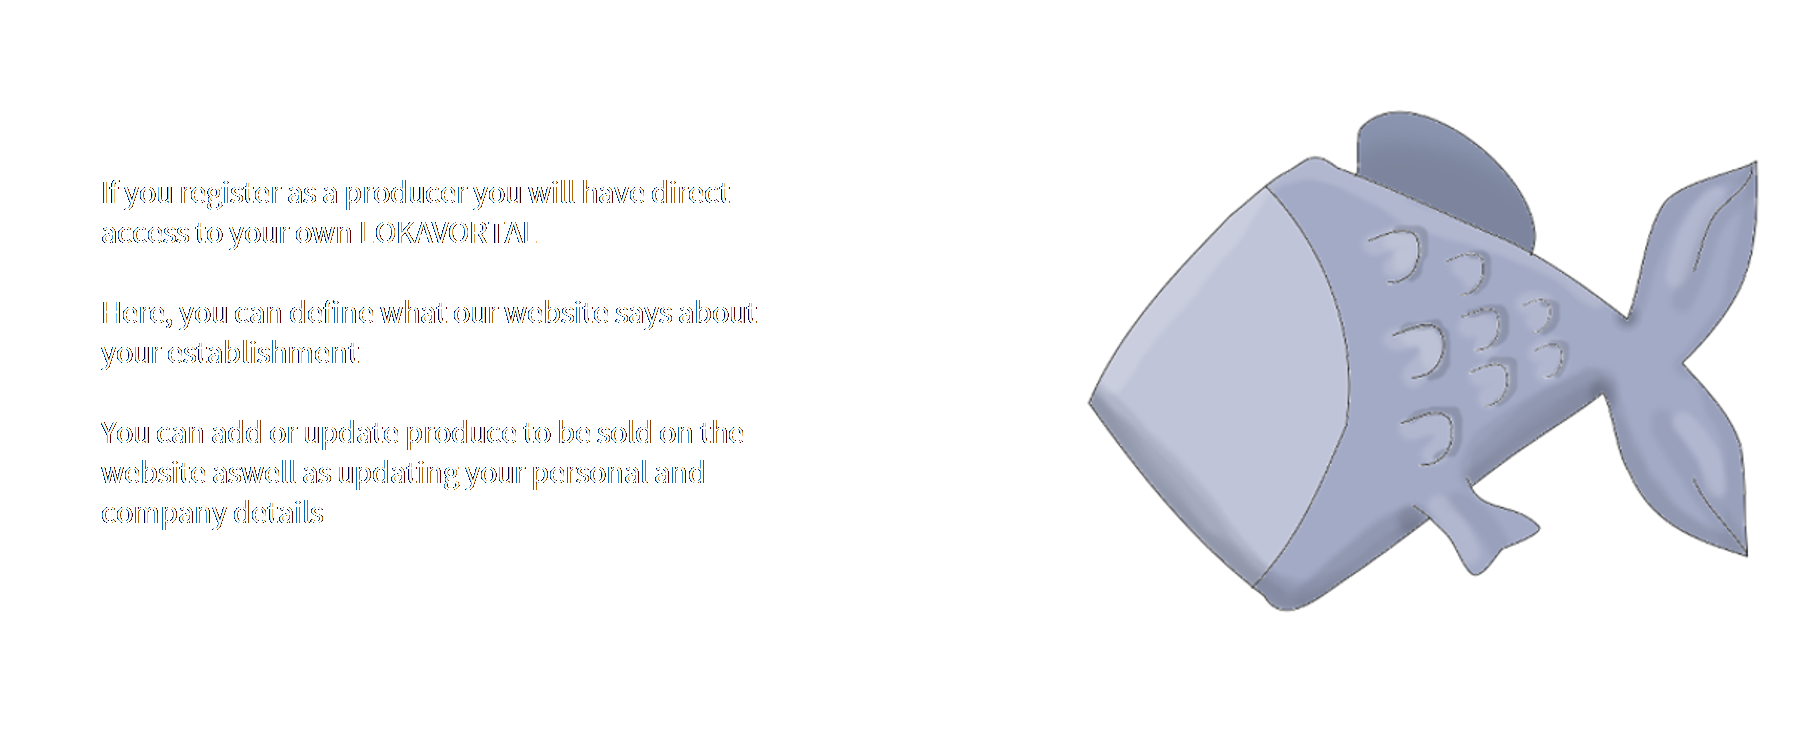 If you register as a producer you will have direct
access to your own LOKAVORTAL
Here, you can define what our website says about
your establishment
You can add or update produce to be sold on the
website aswell as updating your personal and
company details